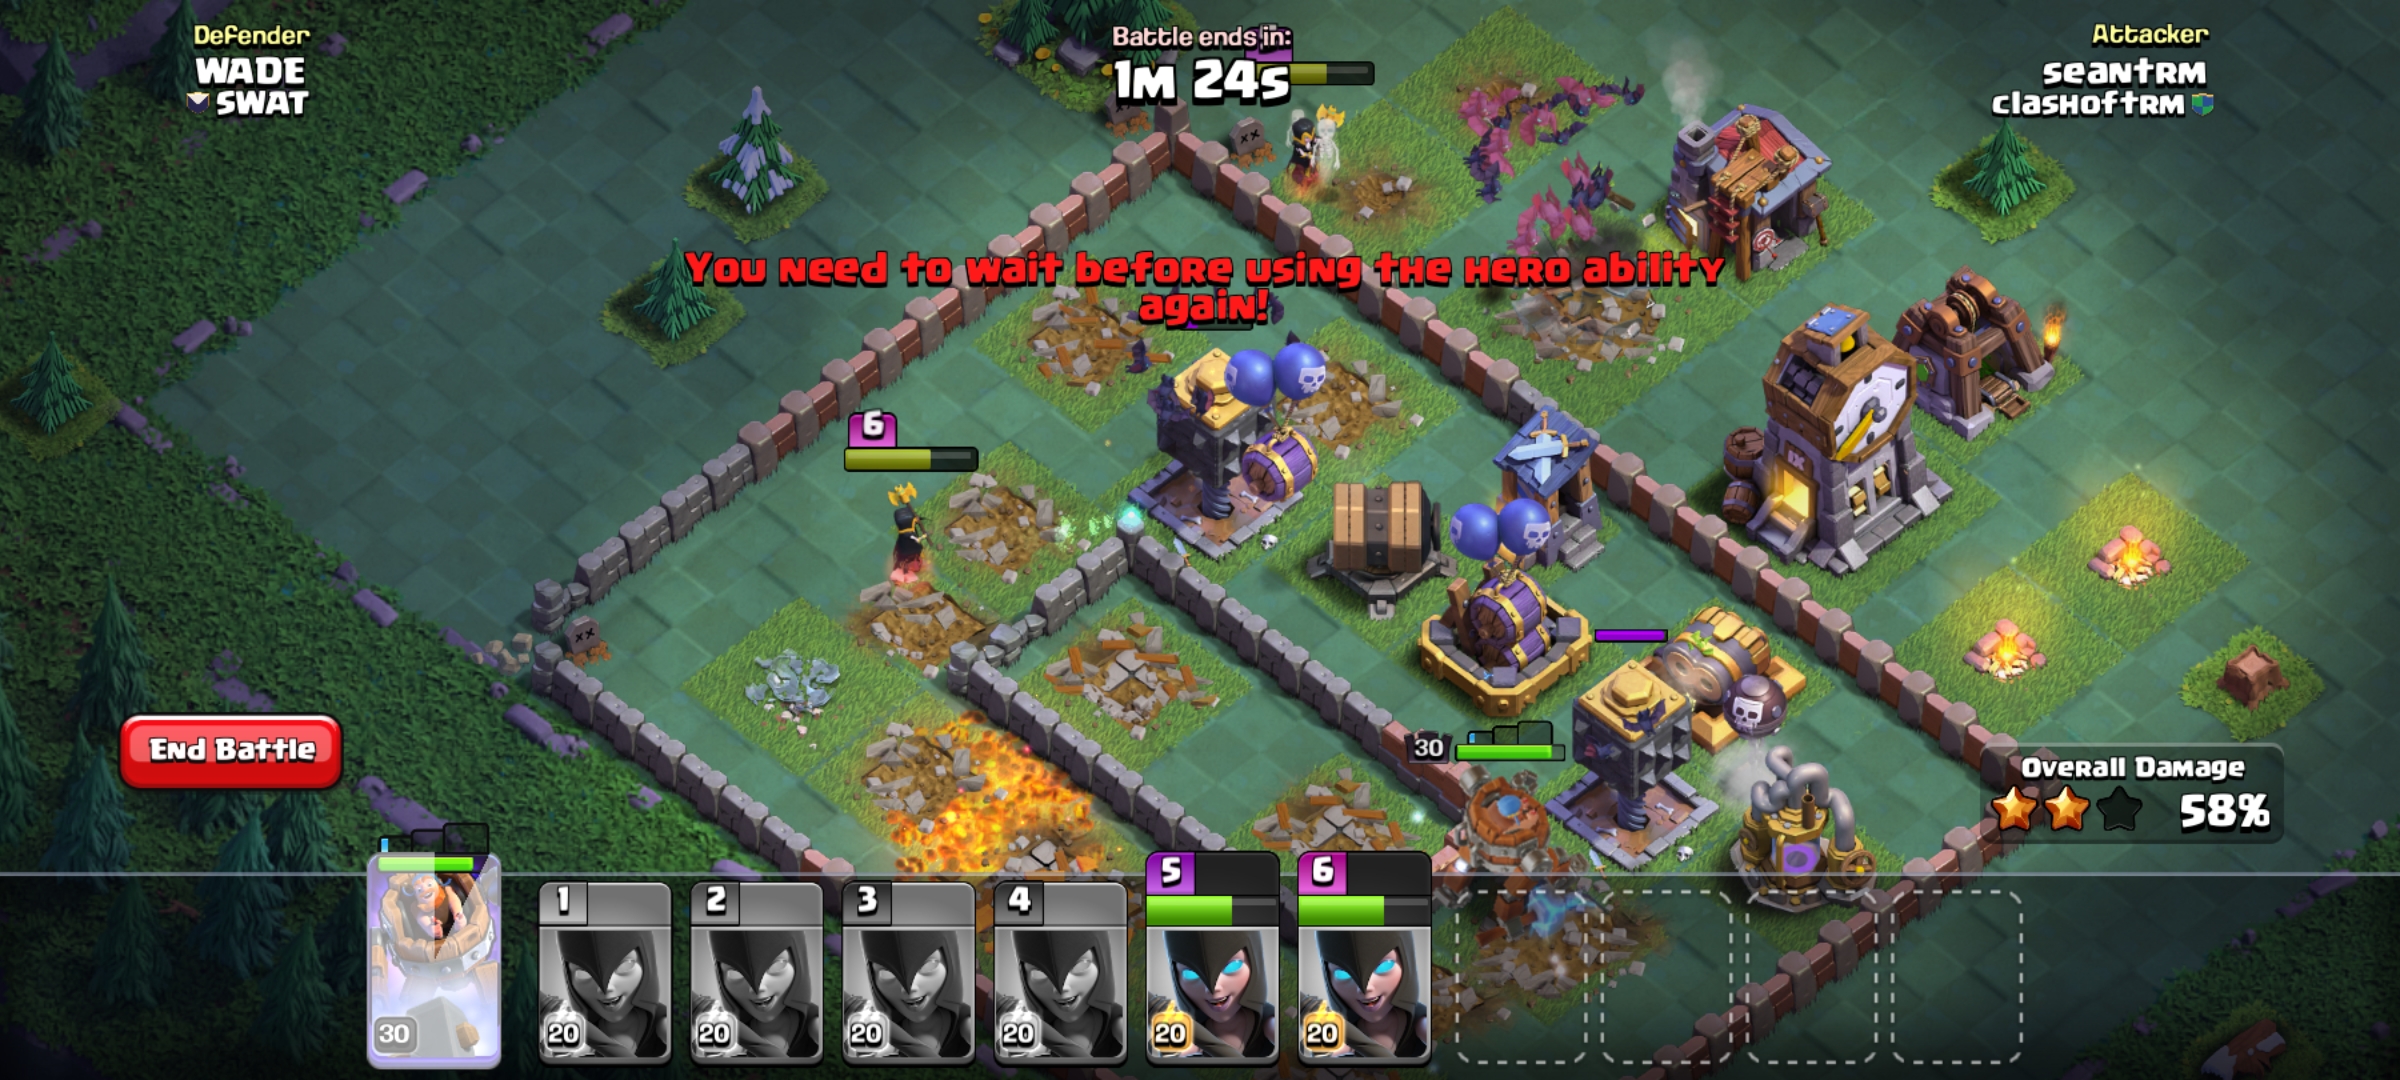 Defender
WADE
SWAT
Battle ends in:
1M 24s
Attacker
seantRM
clashoftRM
You need to wait before using the Hero ability
again!
6
IX
30
End Battle
Overall Damage
58%
1
2
3
4
5
6
30
20
20
20
20
20
20